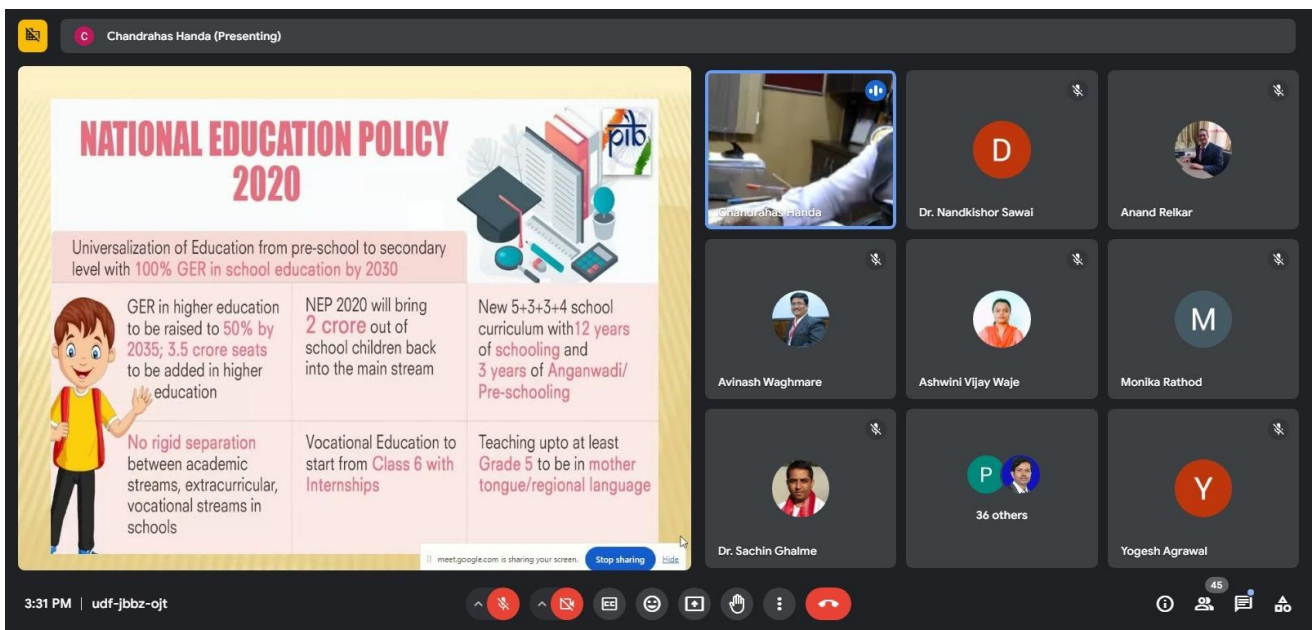 C
Chandrahas Handa (Presenting)
NATIONAL EDUCATION POLICY
2020
pib
Universalization of Education from pre-school to secondary
level with 100% GER in school education by 2030
GER in higher education
to be raised to 50% by
2035; 3.5 crore seats
to be added in higher
education
NEP 2020 will bring
2 crore out of
school children back
into the main stream
New 5+3+3+4 school
curriculum with12 years
of schooling and
3 years of Anganwadi/
Pre-schooling
No rigid separation
between academic
streams, extracurricular,
vocational streams in
schools
Vocational Education to
start from Class 6 with
Internships
Teaching upto at least
Grade 5 to be in mother
tongue/regional language
meet.google.com is sharing your screen.
Stop sharing
Hide
Chandrahas Handa
D
Dr. Nandkishor Sawai
Anand Relkar
Avinash Waghmare
Ashwini Vijay Waje
M
Monika Rathod
Dr. Sachin Ghalme
P
36 others
Y
Yogesh Agrawal
3:31 PM | udf-jbbz-ojt
CC
45